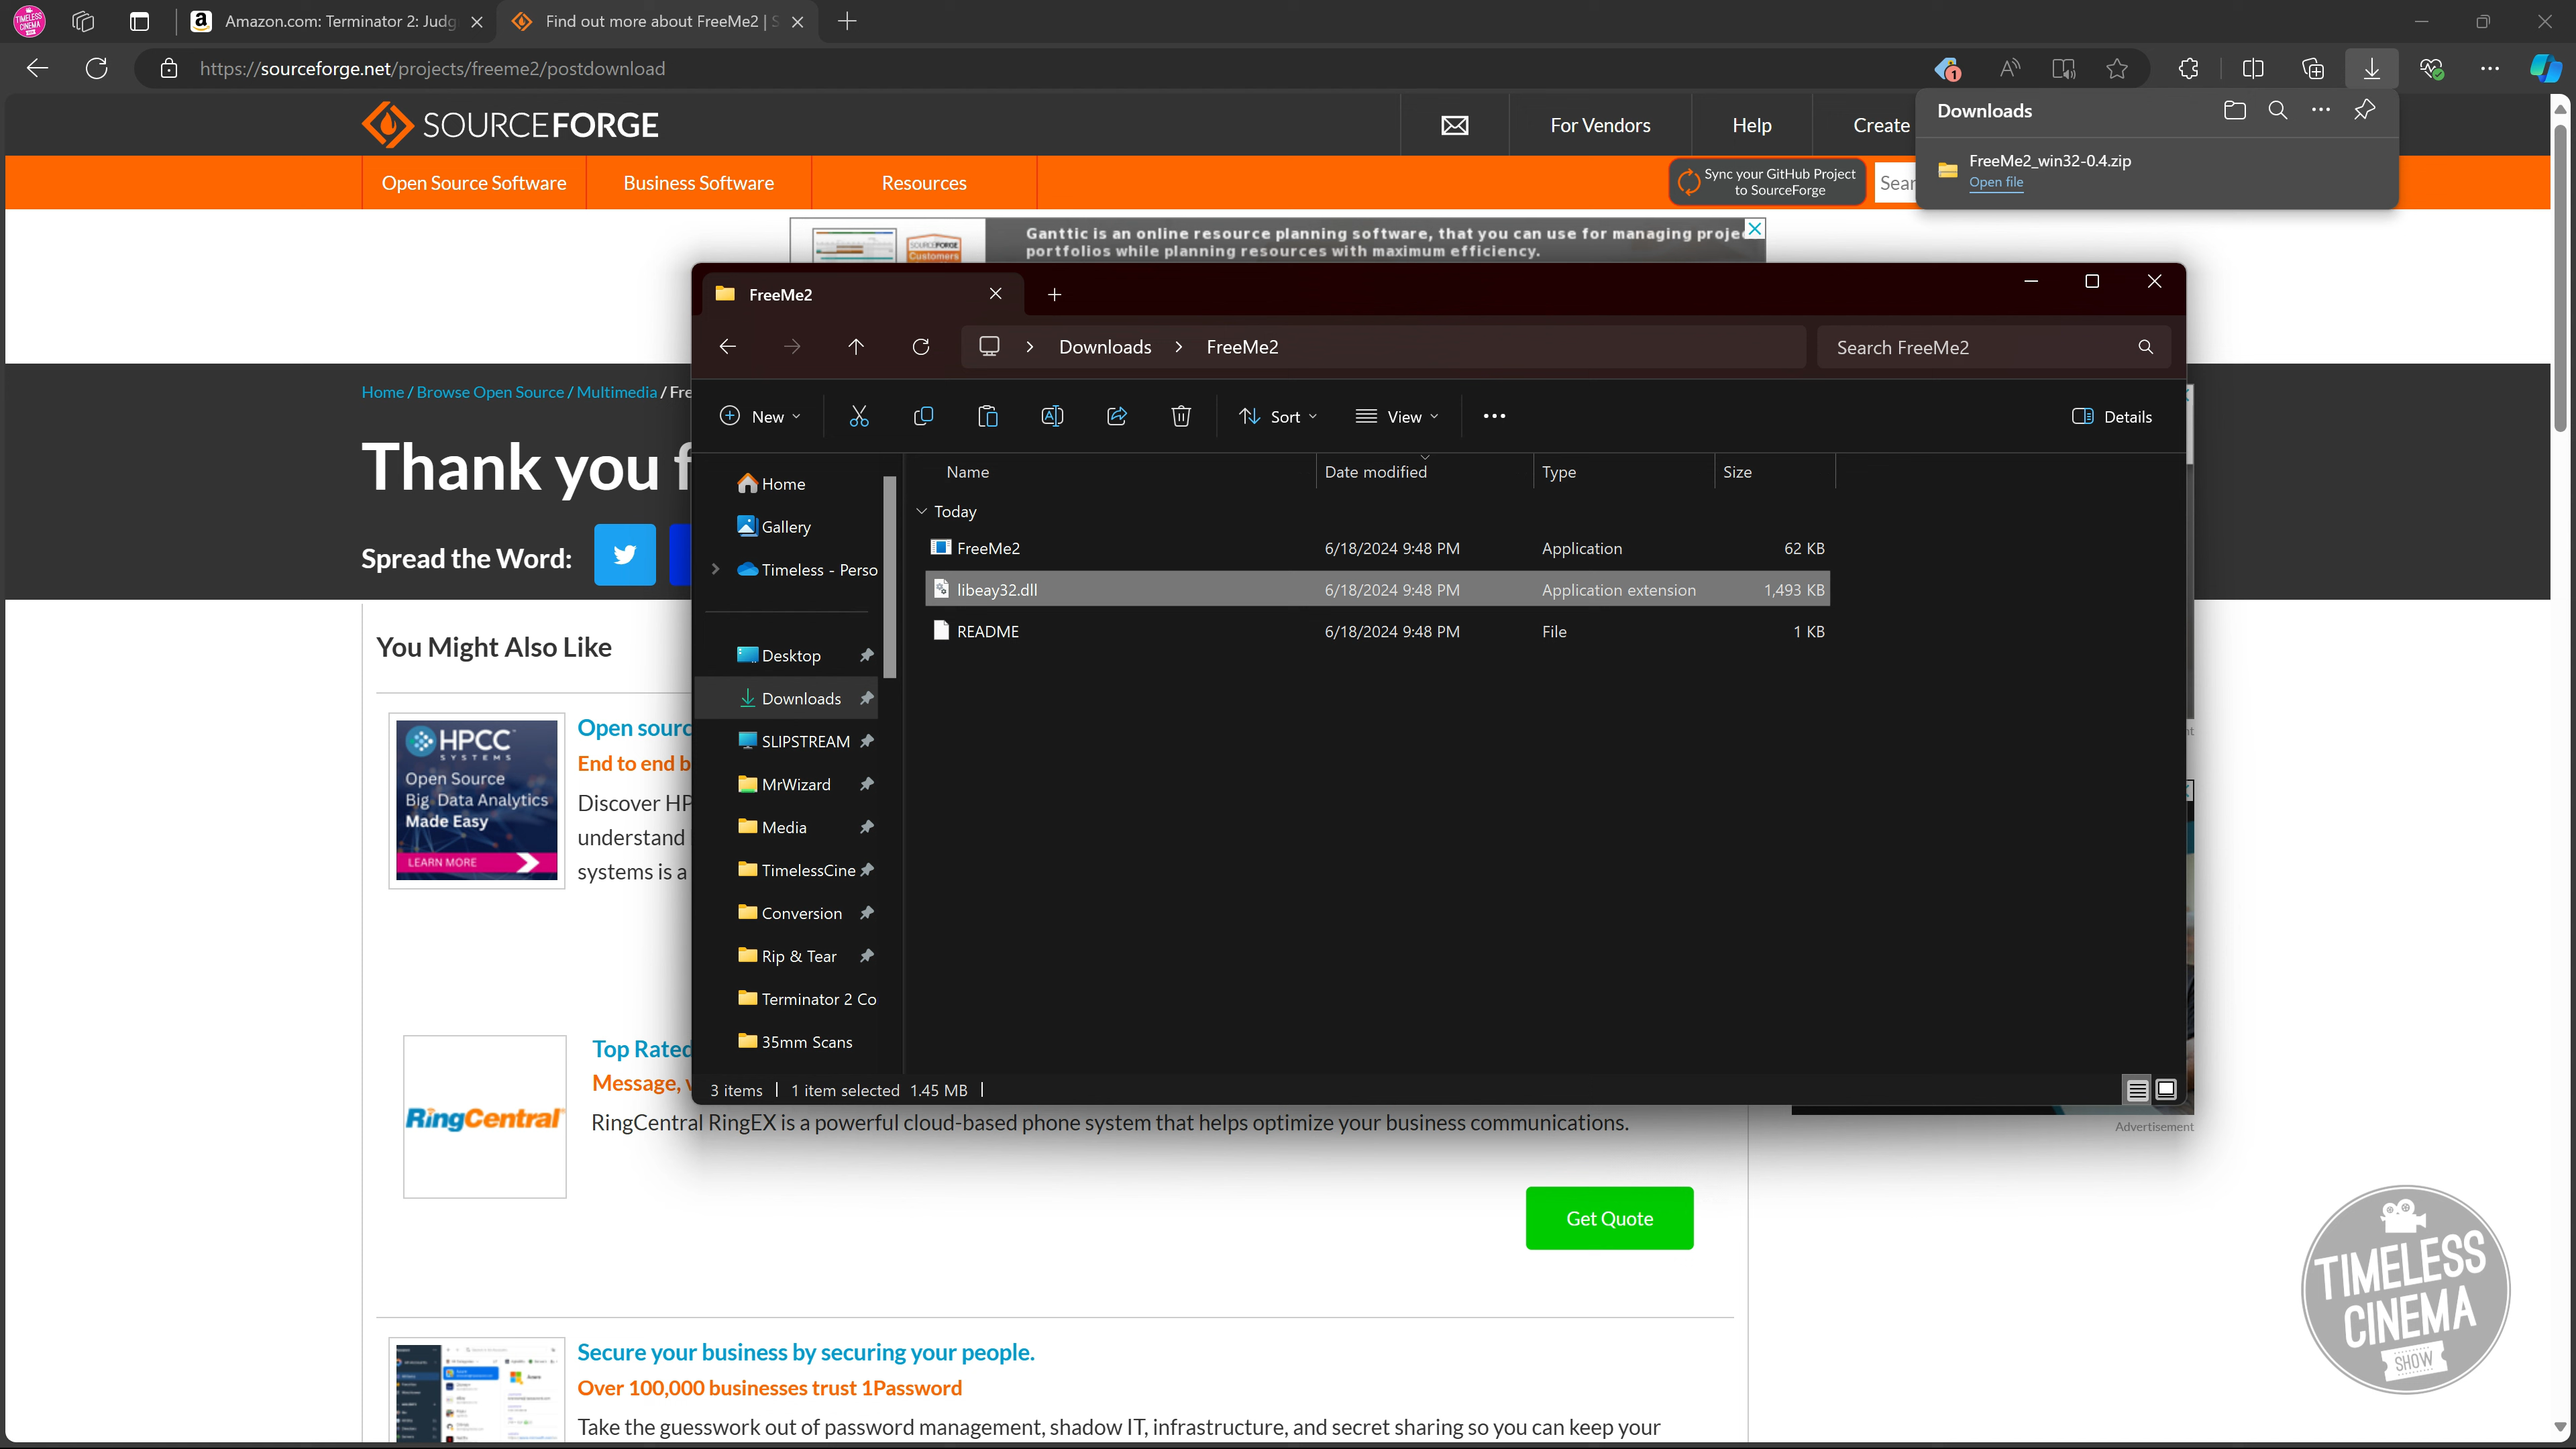 Amazon.com: Terminator 2: Judg
Find out more about FreeMe2 | S
https://sourceforge.net/projects/freeme2/postdownload
1
SOURCEFORGE
For Vendors
Help
Create
Downloads
FreeMe2_win32-0.4.zip
Open file
Open Source Software
Business Software
Resources
Sync your GitHub Project
to SourceForge
Sear
Ganttic is an online resource planning software, that you can use for managing proje
portfolios while planning resources with maximum efficiency.
SOURCEFORGE
Customers
FreeMe2
Downloads
FreeMe2
Search FreeMe2
Home / Browse Open Source / Multimedia / Fre
New
Sort
View
Details
Thank you f
Spread the Word:
Home
Gallery
Timeless - Perso
Desktop
Downloads
SLIPSTREAM
MrWizard
Media
TimelessCine
Conversion
Rip & Tear
Terminator 2 Co
35mm Scans
Name
Date modified
Type
Size
Today
FreeMe2 6/18/2024 9:48 PM Application 62 KB
libeay32.dll 6/18/2024 9:48 PM Application extension 1,493 KB
README 6/18/2024 9:48 PM File 1 KB
3 items
1 item selected 1.45 MB
You Might Also Like
HPCC
SYSTEMS
Open Source
Big Data Analytics
Made Easy
LEARN MORE
Open sourc
End to end b
Discover HP
understand
systems is a
RingCentral
Top Rated
Message, v
RingCentral RingEX is a powerful cloud-based phone system that helps optimize your business communications.
Advertisement
Get Quote
Secure your business by securing your people.
Over 100,000 businesses trust 1Password
Take the guesswork out of password management, shadow IT, infrastructure, and secret sharing so you can keep your
TIMELESS
CINEMA
SHOW